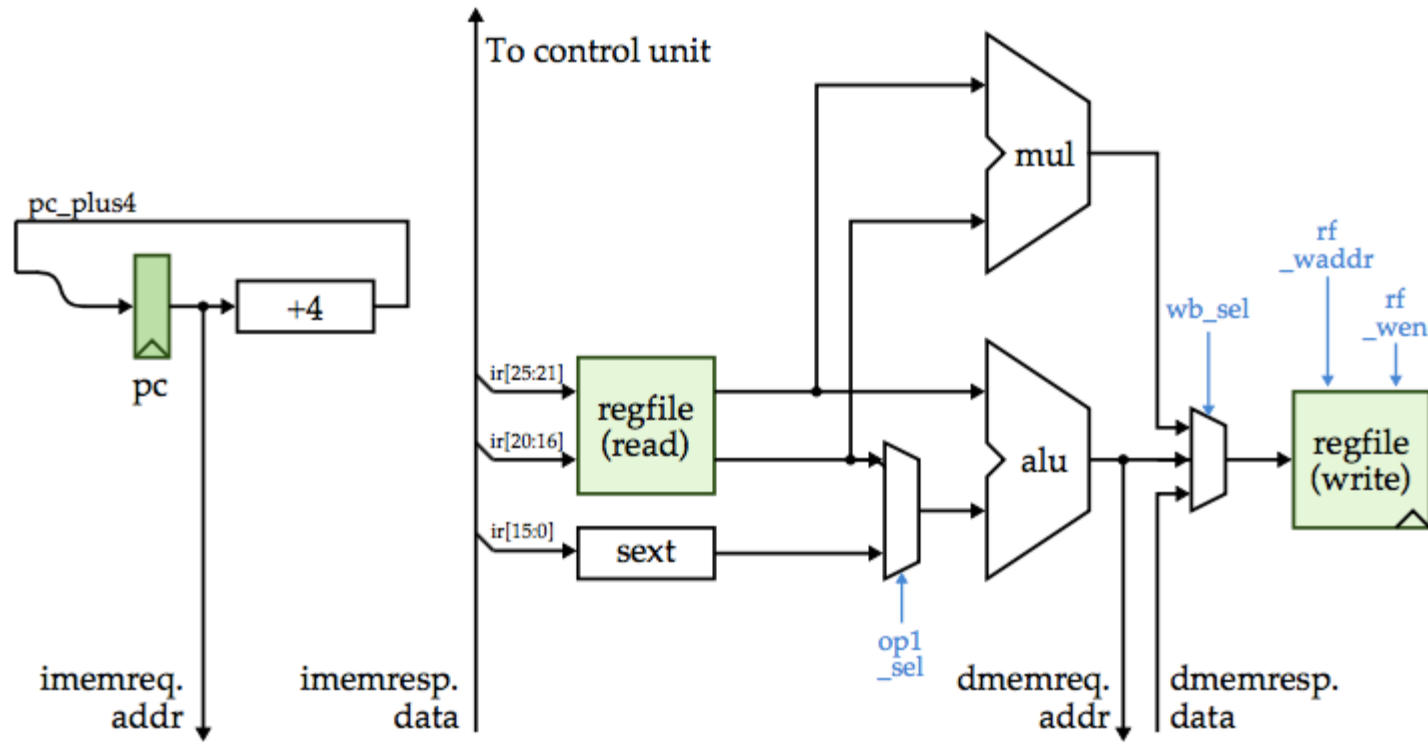 To control unit
mul
pc_plus4
rf
_waddr
rf
_wen
wb_sel
+4
pc
ir[25:21]
ir[20:16]
regfile
(read)
alu
regfile
(write)
ir[15:0]
sext
op1
_sel
imemreq.
addr
imemresp.
data
dmemreq.
addr
dmemresp.
data